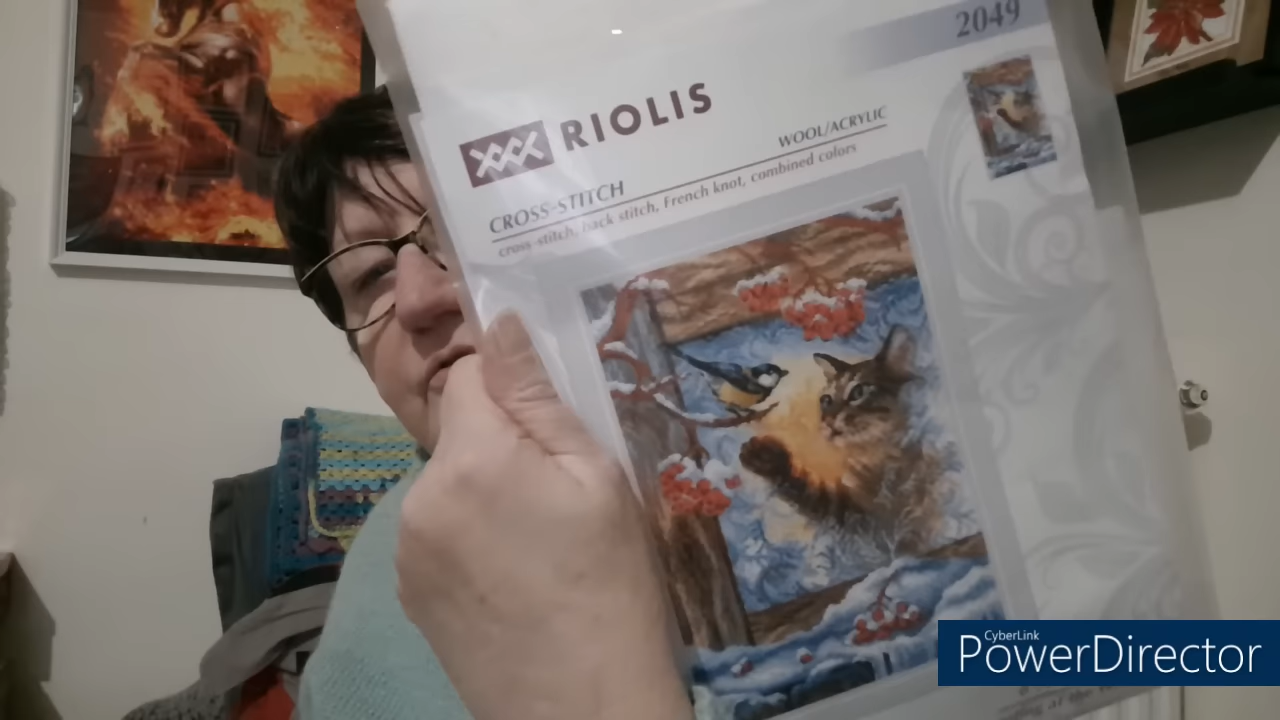 2049
RIOLIS
WOOL/ACRYLIC
CROSS-STITCH
cross-stitch, back stitch, French knot, combined colors
CyberLink
PowerDirector